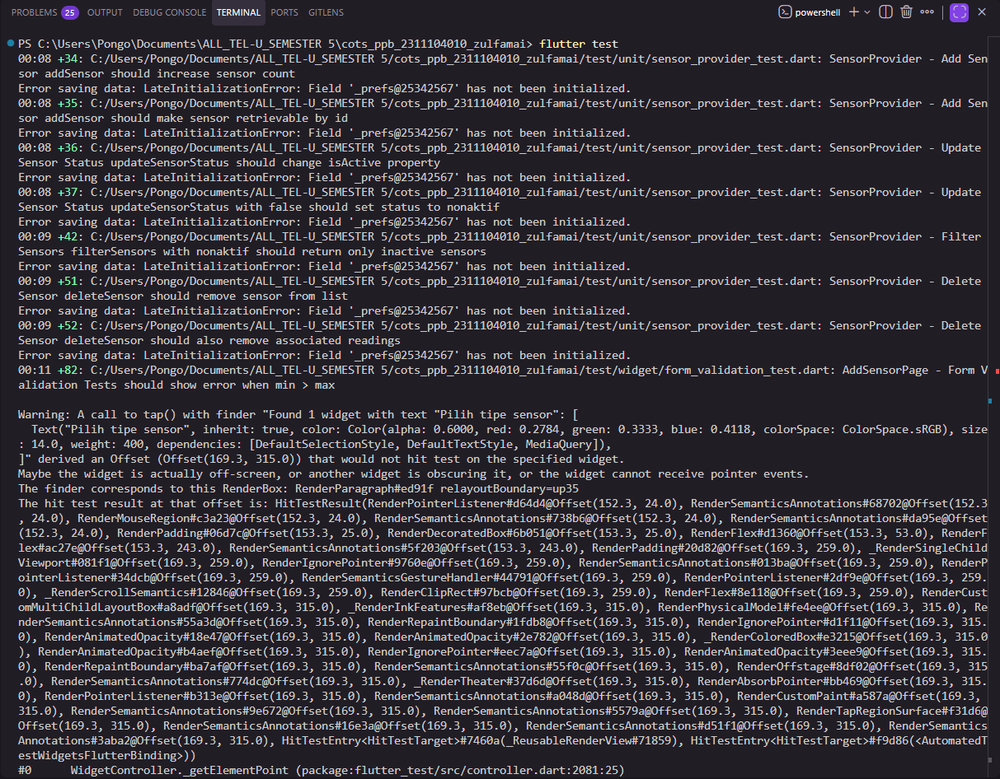 PROBLEMS 25 OUTPUT DEBUG CONSOLE TERMINAL PORTS GITLENS powershell
PS C:\Users\Pongo\Documents\ALL_TEL-U_SEMESTER 5\cots_ppb_2311104010_zulfamai> flutter test
00:08 +34: C:/Users/Pongo/Documents/ALL_TEL-U_SEMESTER 5/cots_ppb_2311104010_zulfamai/test/unit/sensor_provider_test.dart: SensorProvider - Add Sen
sor addSensor should increase sensor count
Error saving data: LateInitializationError: Field '_prefs@25342567' has not been initialized.
00:08 +35: C:/Users/Pongo/Documents/ALL_TEL-U_SEMESTER 5/cots_ppb_2311104010_zulfamai/test/unit/sensor_provider_test.dart: SensorProvider - Add Sen
sor addSensor should make sensor retrievable by id
Error saving data: LateInitializationError: Field '_prefs@25342567' has not been initialized.
00:08 +36: C:/Users/Pongo/Documents/ALL_TEL-U_SEMESTER 5/cots_ppb_2311104010_zulfamai/test/unit/sensor_provider_test.dart: SensorProvider - Update
Sensor Status updateSensorStatus should change isActive property
Error saving data: LateInitializationError: Field '_prefs@25342567' has not been initialized.
00:08 +37: C:/Users/Pongo/Documents/ALL_TEL-U_SEMESTER 5/cots_ppb_2311104010_zulfamai/test/unit/sensor_provider_test.dart: SensorProvider - Update
Sensor Status updateSensorStatus with false should set status to nonaktif
Error saving data: LateInitializationError: Field '_prefs@25342567' has not been initialized.
00:09 +42: C:/Users/Pongo/Documents/ALL_TEL-U_SEMESTER 5/cots_ppb_2311104010_zulfamai/test/unit/sensor_provider_test.dart: SensorProvider - Filter
Sensors filterSensors with nonaktif should return only inactive sensors
Error saving data: LateInitializationError: Field '_prefs@25342567' has not been initialized.
00:09 +51: C:/Users/Pongo/Documents/ALL_TEL-U_SEMESTER 5/cots_ppb_2311104010_zulfamai/test/unit/sensor_provider_test.dart: SensorProvider - Delete
Sensor deleteSensor should remove sensor from list
Error saving data: LateInitializationError: Field '_prefs@25342567' has not been initialized.
00:09 +52: C:/Users/Pongo/Documents/ALL_TEL-U_SEMESTER 5/cots_ppb_2311104010_zulfamai/test/unit/sensor_provider_test.dart: SensorProvider - Delete
Sensor deleteSensor should also remove associated readings
Error saving data: LateInitializationError: Field '_prefs@25342567' has not been initialized.
00:11 +82: C:/Users/Pongo/Documents/ALL_TEL-U_SEMESTER 5/cots_ppb_2311104010_zulfamai/test/widget/form_validation_test.dart: AddSensorPage - Form V
alidation Tests should show error when min > max
Warning: A call to tap() with finder "Found 1 widget with text "Pilih tipe sensor": [
Text("Pilih tipe sensor", inherit: true, color: Color(alpha: 0.6000, red: 0.2784, green: 0.3333, blue: 0.4118, colorSpace: ColorSpace.sRGB), size
: 14.0, weight: 400, dependencies: [DefaultSelectionStyle, DefaultTextStyle, MediaQuery]),
]" derived an Offset (Offset(169.3, 315.0)) that would not hit test on the specified widget.
Maybe the widget is actually off-screen, or another widget is obscuring it, or the widget cannot receive pointer events.
The finder corresponds to this RenderBox: RenderParagraph#ed91f relayoutBoundary=up35
The hit test result at that offset is: HitTestResult(RenderPointerListener#d64d4@Offset(152.3, 24.0), RenderSemanticsAnnotations#68702@Offset(152.3
, 24.0), RenderMouseRegion#c3a23@Offset(152.3, 24.0), RenderSemanticsAnnotations#738b6@Offset(152.3, 24.0), RenderSemanticsAnnotations#da95e@Offset
(152.3, 24.0), RenderPadding#06d7c@Offset(153.3, 25.0), RenderDecoratedBox#6b051@Offset(153.3, 25.0), RenderFlex#d1360@Offset(153.3, 53.0), RenderF
lex#ac27e@Offset(153.3, 243.0), RenderSemanticsAnnotations#5f203@Offset(153.3, 243.0), RenderPadding#20d82@Offset(169.3, 259.0), _RenderSingleChild
Viewport#081f1@Offset(169.3, 259.0), RenderIgnorePointer#9760e@Offset(169.3, 259.0), RenderSemanticsAnnotations#013ba@Offset(169.3, 259.0), RenderP
ointerListener#34dcb@Offset(169.3, 259.0), RenderSemanticsGestureHandler#44791@Offset(169.3, 259.0), RenderPointerListener#2df9e@Offset(169.3, 259.
0), _RenderScrollSemantics#12846@Offset(169.3, 259.0), RenderClipRect#97bcb@Offset(169.3, 259.0), RenderFlex#8e118@Offset(169.3, 259.0), RenderCust
omMultiChildLayoutBox#a8adf@Offset(169.3, 315.0), _RenderInkFeatures#af8eb@Offset(169.3, 315.0), RenderPhysicalModel#fe4ee@Offset(169.3, 315.0), Re
nderSemanticsAnnotations#55a3d@Offset(169.3, 315.0), RenderRepaintBoundary#1fdb8@Offset(169.3, 315.0), RenderIgnorePointer#d1f11@Offset(169.3, 315.
0), RenderAnimatedOpacity#18e47@Offset(169.3, 315.0), RenderAnimatedOpacity#2e782@Offset(169.3, 315.0), _RenderColoredBox#e3215@Offset(169.3, 315.0
), RenderAnimatedOpacity#b4aef@Offset(169.3, 315.0), RenderIgnorePointer#eec7a@Offset(169.3, 315.0), RenderAnimatedOpacity#3eee9@Offset(169.3, 315.
0), RenderRepaintBoundary#ba7af@Offset(169.3, 315.0), RenderSemanticsAnnotations#55f0c@Offset(169.3, 315.0), RenderOffstage#8df02@Offset(169.3, 315
.0), RenderSemanticsAnnotations#774dc@Offset(169.3, 315.0), _RenderTheater#37d6d@Offset(169.3, 315.0), RenderAbsorbPointer#bb469@Offset(169.3, 315.
0), RenderPointerListener#b313e@Offset(169.3, 315.0), RenderSemanticsAnnotations#a048d@Offset(169.3, 315.0), RenderCustomPaint#a587a@Offset(169.3,
315.0), RenderSemanticsAnnotations#9e672@Offset(169.3, 315.0), RenderSemanticsAnnotations#5579a@Offset(169.3, 315.0), RenderTapRegionSurface#f31d6@
Offset(169.3, 315.0), RenderSemanticsAnnotations#16e3a@Offset(169.3, 315.0), RenderSemanticsAnnotations#d51f1@Offset(169.3, 315.0), RenderSemantics
Annotations#3aba2@Offset(169.3, 315.0), HitTestEntry<HitTestTarget>#7460a(_ReusableRenderView#71859), HitTestEntry<HitTestTarget>#f9d86(<AutomatedT
estWidgetsFlutterBinding>))
#0 WidgetController._getElementPoint (package:flutter_test/src/controller.dart:2081:25)